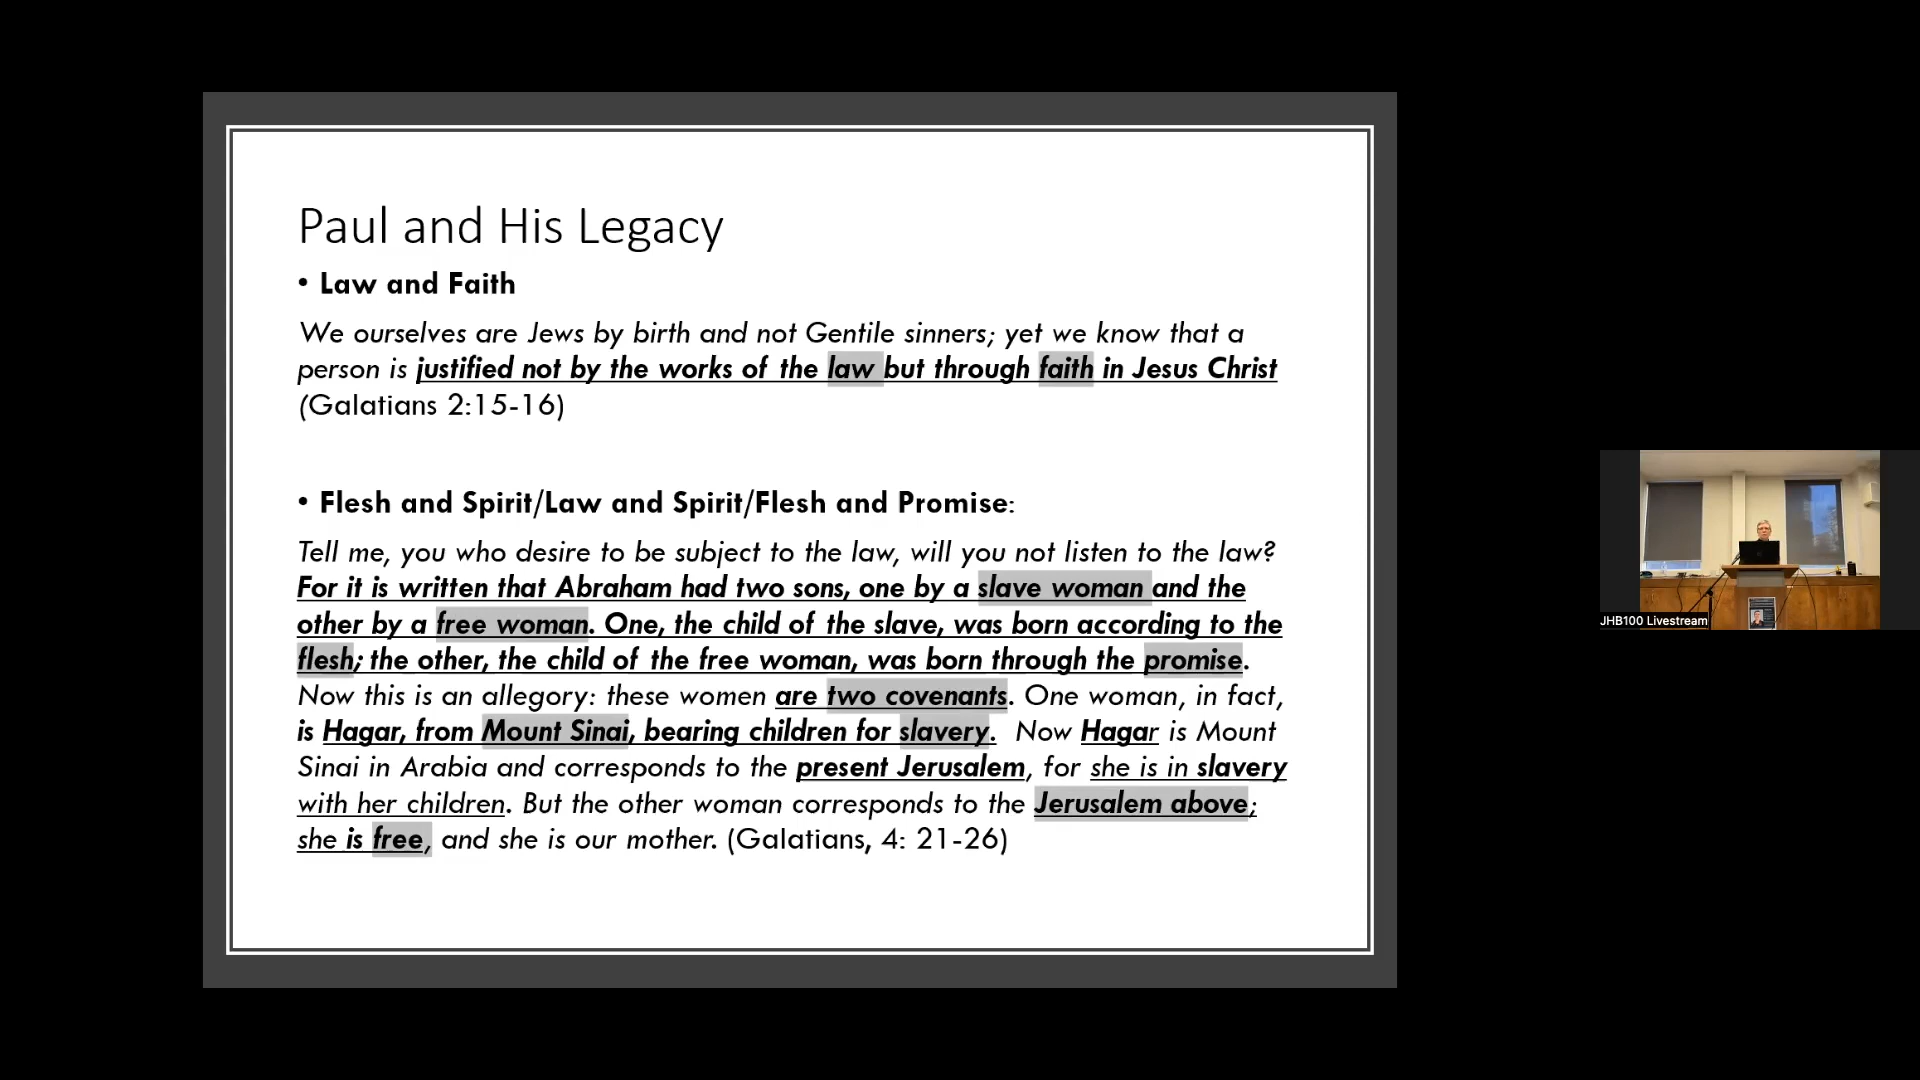 Paul and His Legacy
• Law and Faith
We ourselves are Jews by birth and not Gentile sinners; yet we know that a
person is justified not by the works of the law but through faith in Jesus Christ
(Galatians 2:15-16)
• Flesh and Spirit/Law and Spirit/Flesh and Promise:
Tell me, you who desire to be subject to the law, will you not listen to the law?
For it is written that Abraham had two sons, one by a slave woman and the
other by a free woman. One, the child of the slave, was born according to the
flesh; the other, the child of the free woman, was born through the promise.
Now this is an allegory: these women are two covenants. One woman, in fact,
is Hagar, from Mount Sinai, bearing children for slavery. Now Hagar is Mount
Sinai in Arabia and corresponds to the present Jerusalem, for she is in slavery
with her children. But the other woman corresponds to the Jerusalem above;
she is free, and she is our mother. (Galatians, 4: 21-26)
JHB100 Livestream